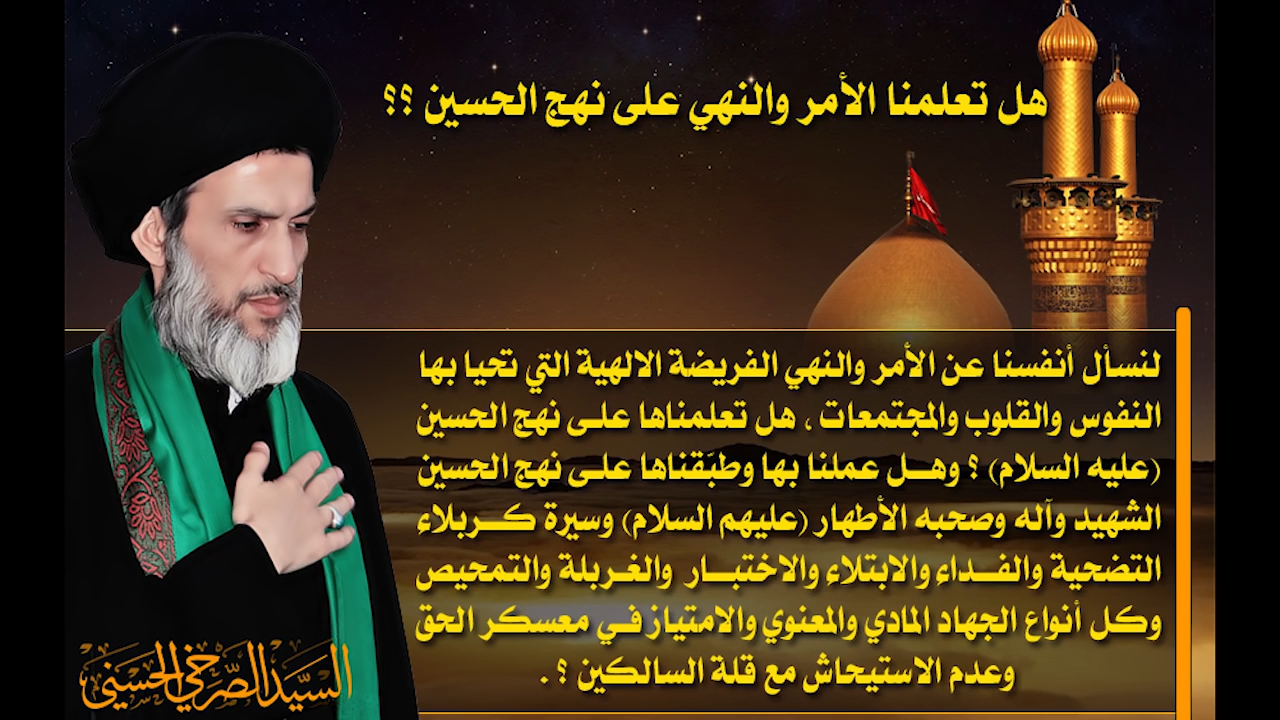 هل تعلمنا الأمر والنهي على نهج الحسين ؟؟
لنسأل أنفسنا عن الأمر والنهي الفريضة الالهية التي تحيا بها
النفوس والقلوب والمجتمعات ، هل تعلمناها على نهج الحسين
(عليه السلام) ؟ وهل عملنا بها وطبّقناها على نهج الحسين
الشهيد وآله وصحبه الأطهار (عليهم السلام) وسيرة كربلاء
التضحية والفداء والابتلاء والاختبار والغربلة والتمحيص
وكل أنواع الجهاد المادي والمعنوي والامتياز في معسكر الحق
وعدم الاستيحاش مع قلة السالكين ؟ .
السيّد الصّرخي الحسني